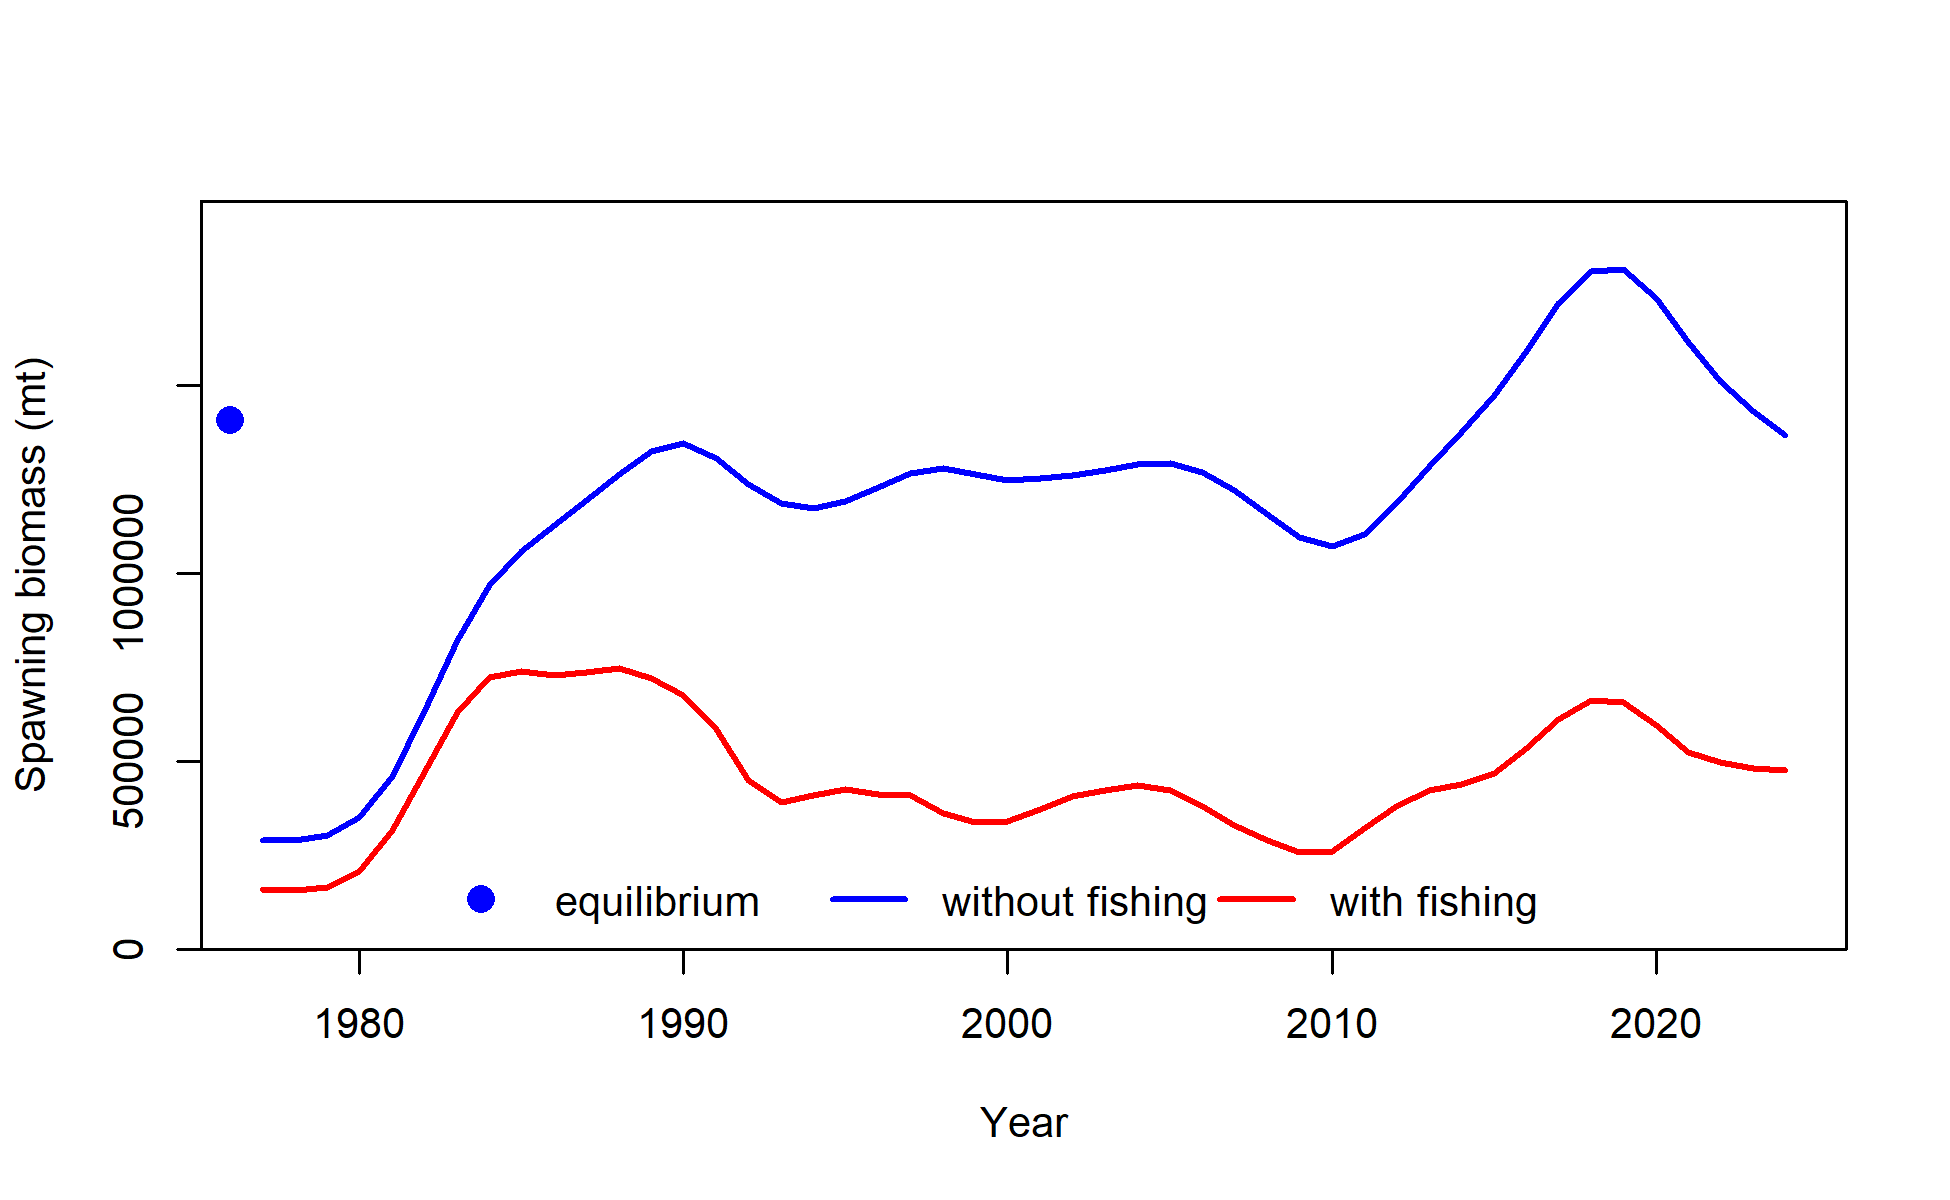 Spawning biomass (mt)
1000000
500000
0
equilibrium without fishing with fishing
1980 1990 2000 2010 2020
Year